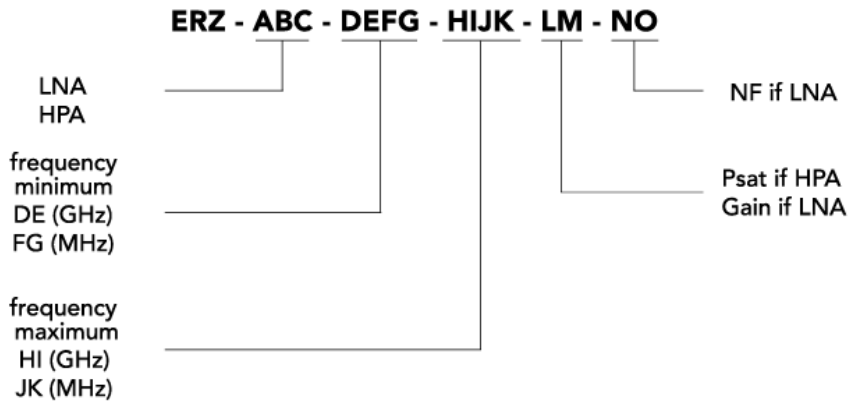 ERZ - ABC - DEFG - HIJK - LM - NO
LNA
HPA
NF if LNA
frequency
minimum
DE (GHz)
FG (MHz)
Psat if HPA
Gain if LNA
frequency
maximum
HI (GHz)
JK (MHz)